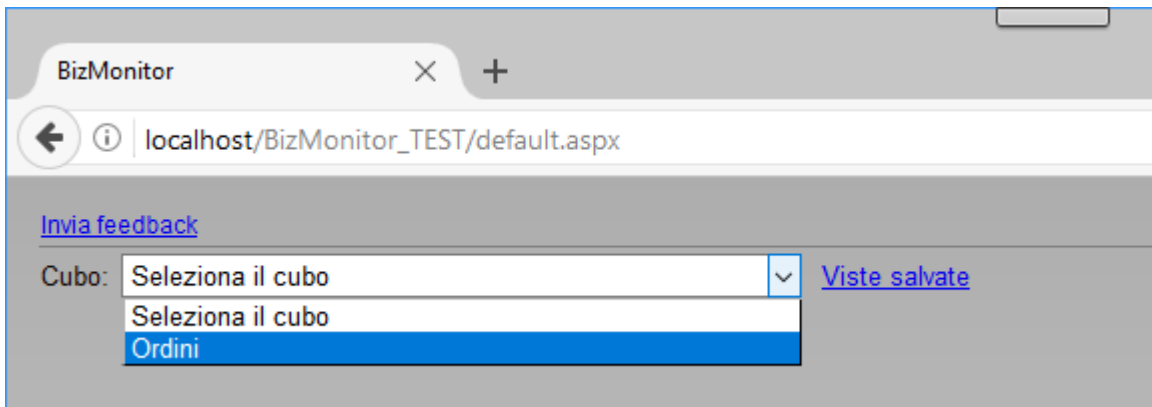 BizMonitor
localhost/BizMonitor_TEST/default.aspx
Invia feedback
Cubo: Seleziona il cubo Viste salvate
Seleziona il cubo
Ordini